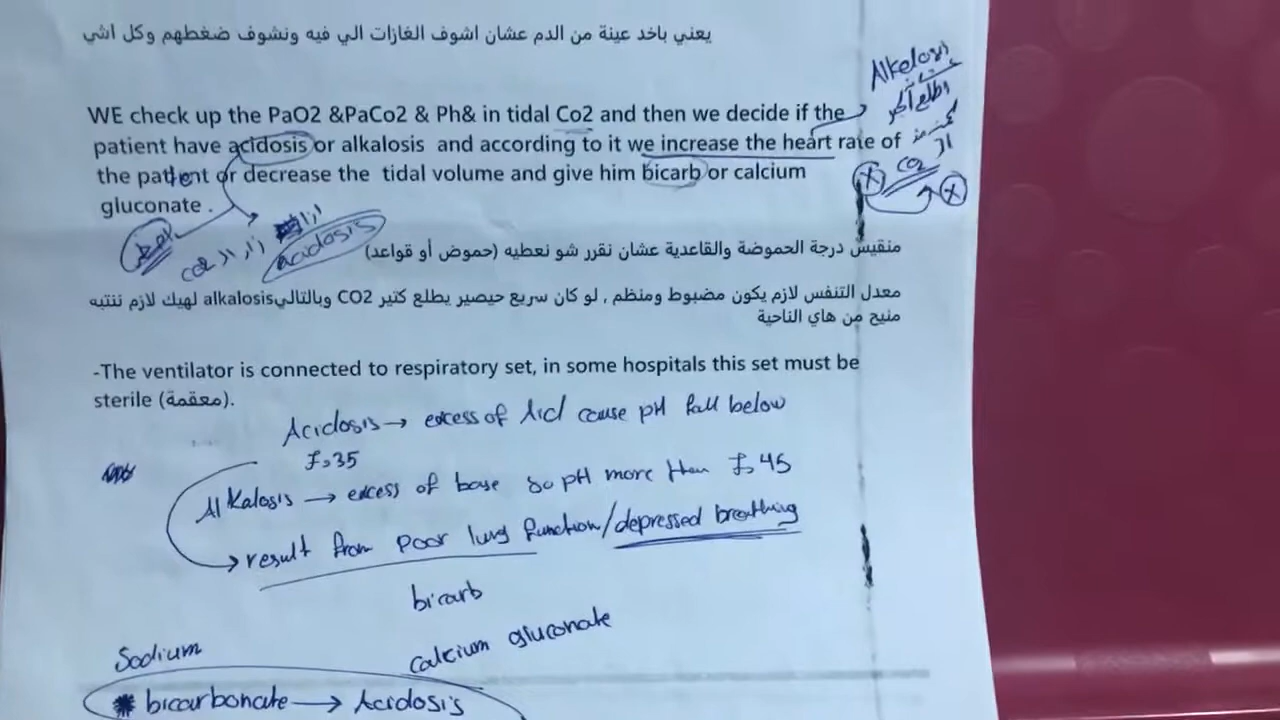 يعني باخد عينة من الدم عشان اشوف الغازات الي فيه ونشوف ضغطهم وكل اشي
WE check up the PaO2 &PaCo2 & Ph& in tidal Co2 and then we decide if the
patient have acidosis or alkalosis and according to it we increase the heart rate of
the patient or decrease the tidal volume and give him bicarb or calcium
gluconate .
Alkelosis
CO2
co2
acidosis
منقيس درجة الحموضة والقاعدية عشان نقرر شو نعطيه (حموض أو قواعد)
معدل التنفس لازم يكون مضبوط ومنظم , لو كان سريع حيصير يطلع كتير CO2 وبالتالي alkalosis لهيك لازم ننتبه
منيح من هاي الناحية
-The ventilator is connected to respiratory set, in some hospitals this set must be
sterile (معقمة).
Acidosis → excess of Acid cause pH fall below
7.35
Alkalosis → excess of base so pH more than 7.45
→ result from poor lung function/depressed breathing
bicarb
calcium gluconate
Sodium
bicarbonate → Acidosis